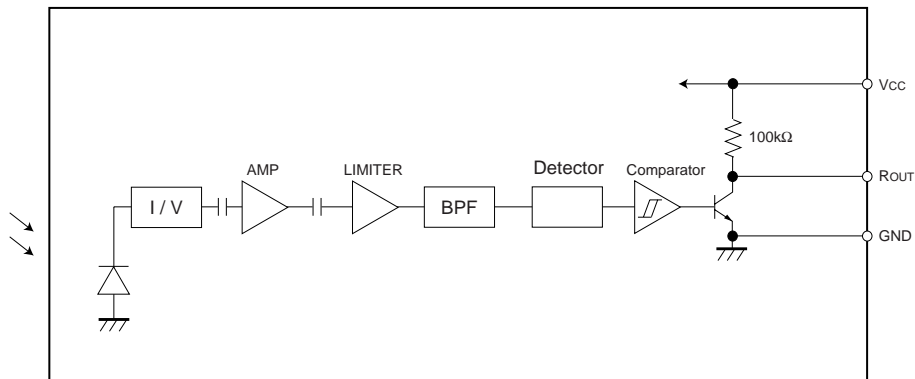 VCC
100kΩ
AMP
LIMITER
Detector
Comparator
ROUT
I / V
BPF
GND